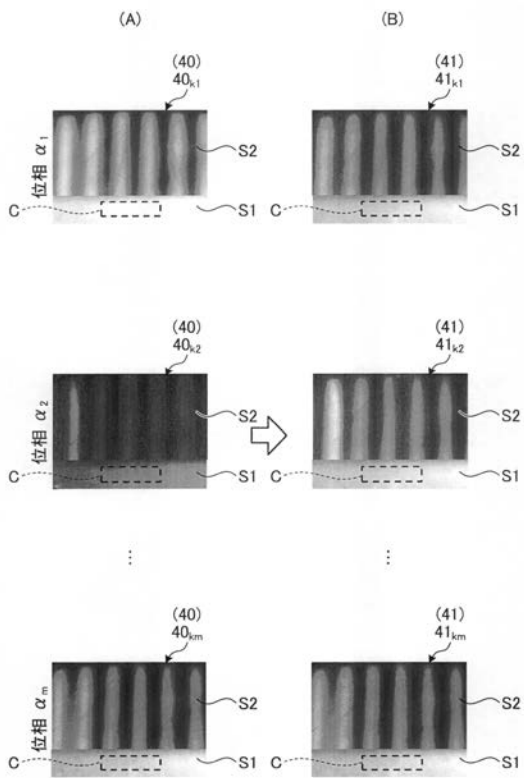 (A)
(B)
(40)
40k1
(41)
41k1
位相 α1
S2
S2
C
S1
C
S1
(40)
40k2
(41)
41k2
位相 α2
S2
S2
C
S1
C
S1
⋮
⋮
(40)
40km
(41)
41km
位相 αm
S2
S2
C
S1
C
S1